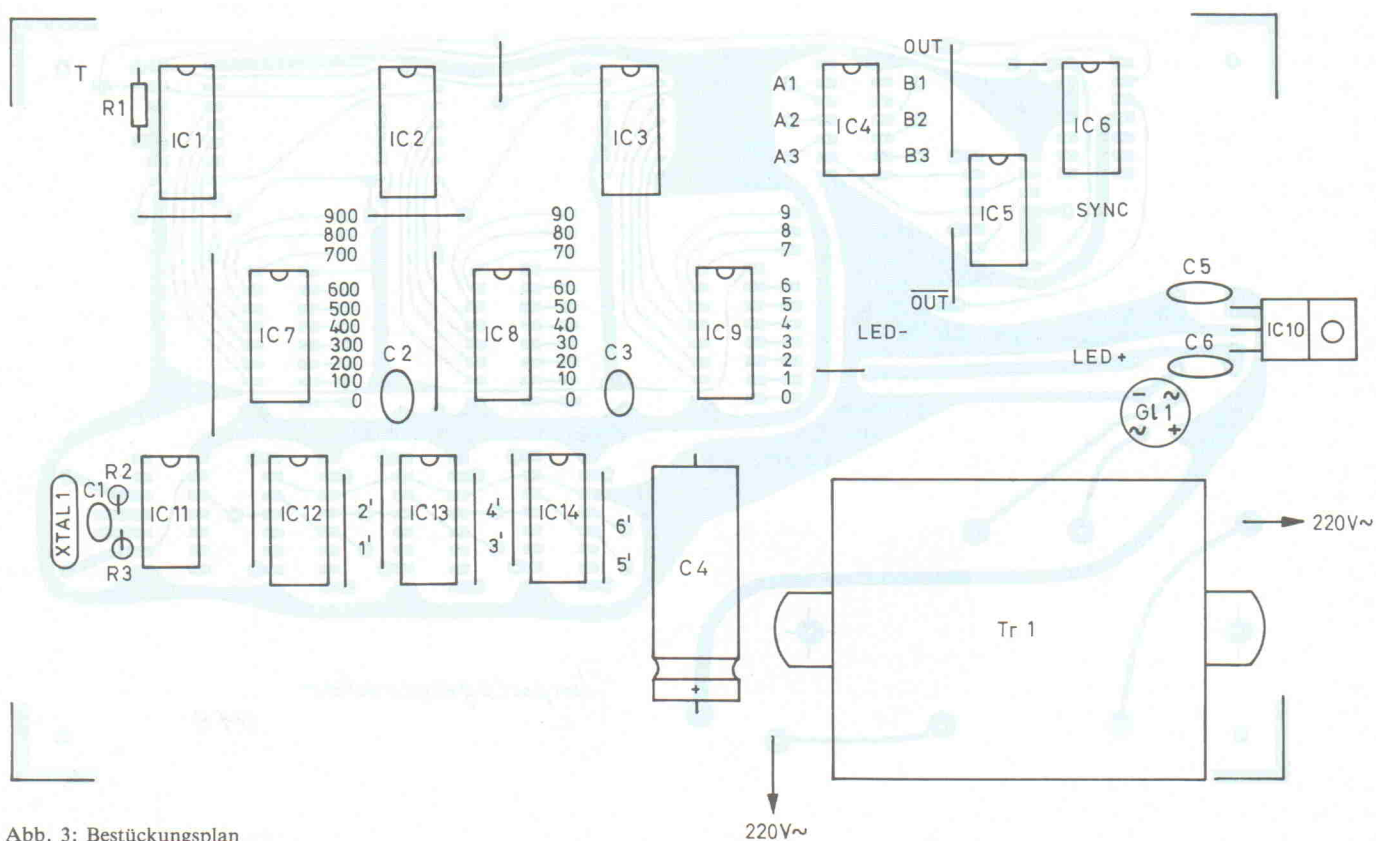 T
R1
IC1
IC2
IC3
A1
A2
A3
IC4
OUT
B1
B2
B3
IC6
IC5
SYNC
OUT
900
800
700
600
500
400
300
200
100
0
IC7
C2
90
80
70
60
50
40
30
20
10
0
IC8
C3
9
8
7
6
5
4
3
2
1
0
IC9
LED-
LED+
C5
C6
IC10
- ~
Gl 1
~ +
XTAL1
C1
R2
R3
IC11
IC12
2'
1'
IC13
4'
3'
IC14
6'
5'
C4
+
Tr 1
220V~
220V~
Abb. 3: Bestückungsplan